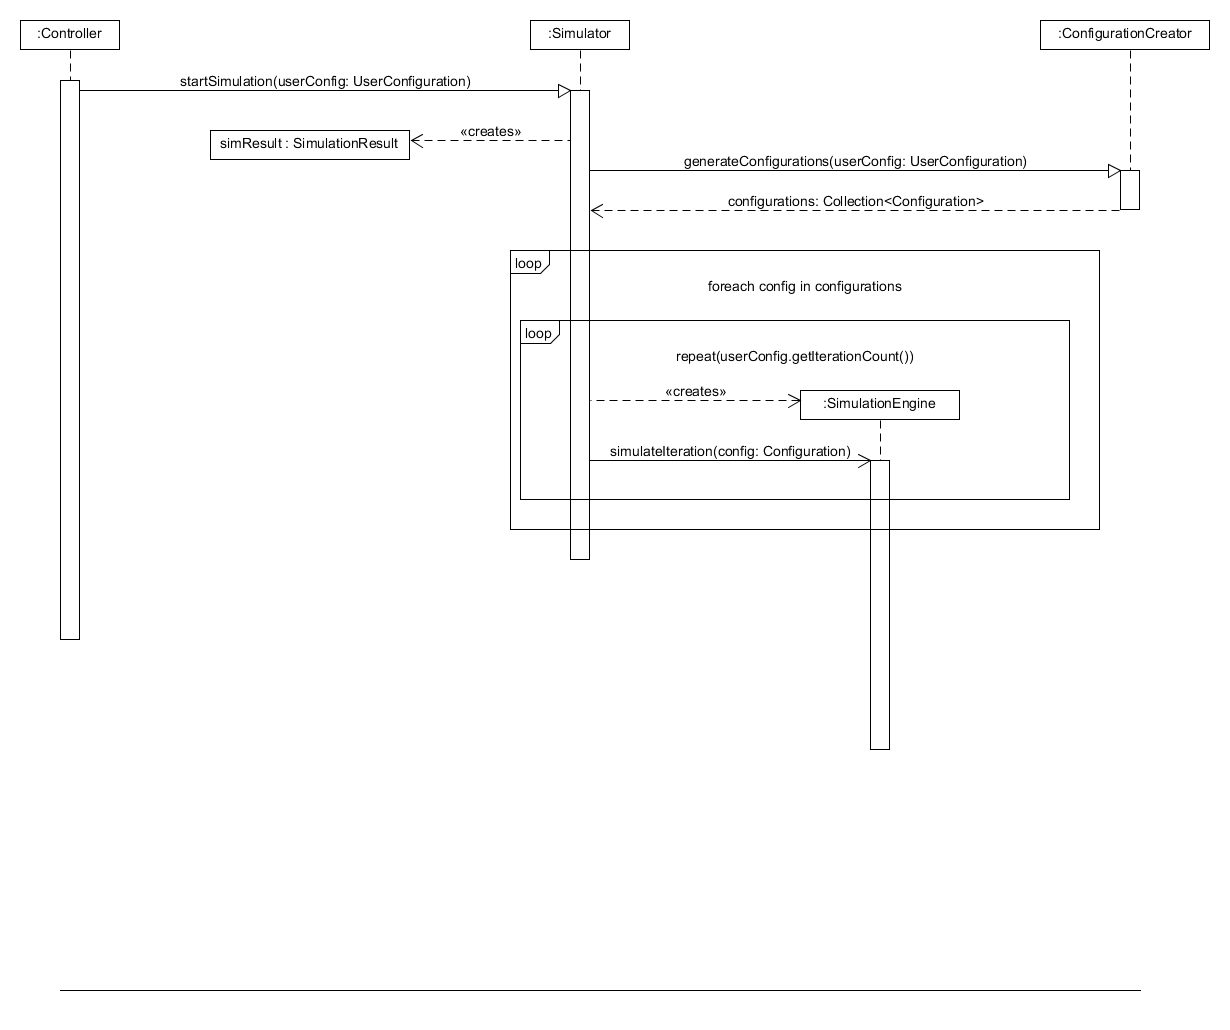 :Controller
:Simulator
:ConfigurationCreator
startSimulation(userConfig: UserConfiguration)
«creates»
simResult : SimulationResult
generateConfigurations(userConfig: UserConfiguration)
configurations: Collection<Configuration>
loop
foreach config in configurations
loop
repeat(userConfig.getIterationCount())
«creates»
:SimulationEngine
simulateIteration(config: Configuration)